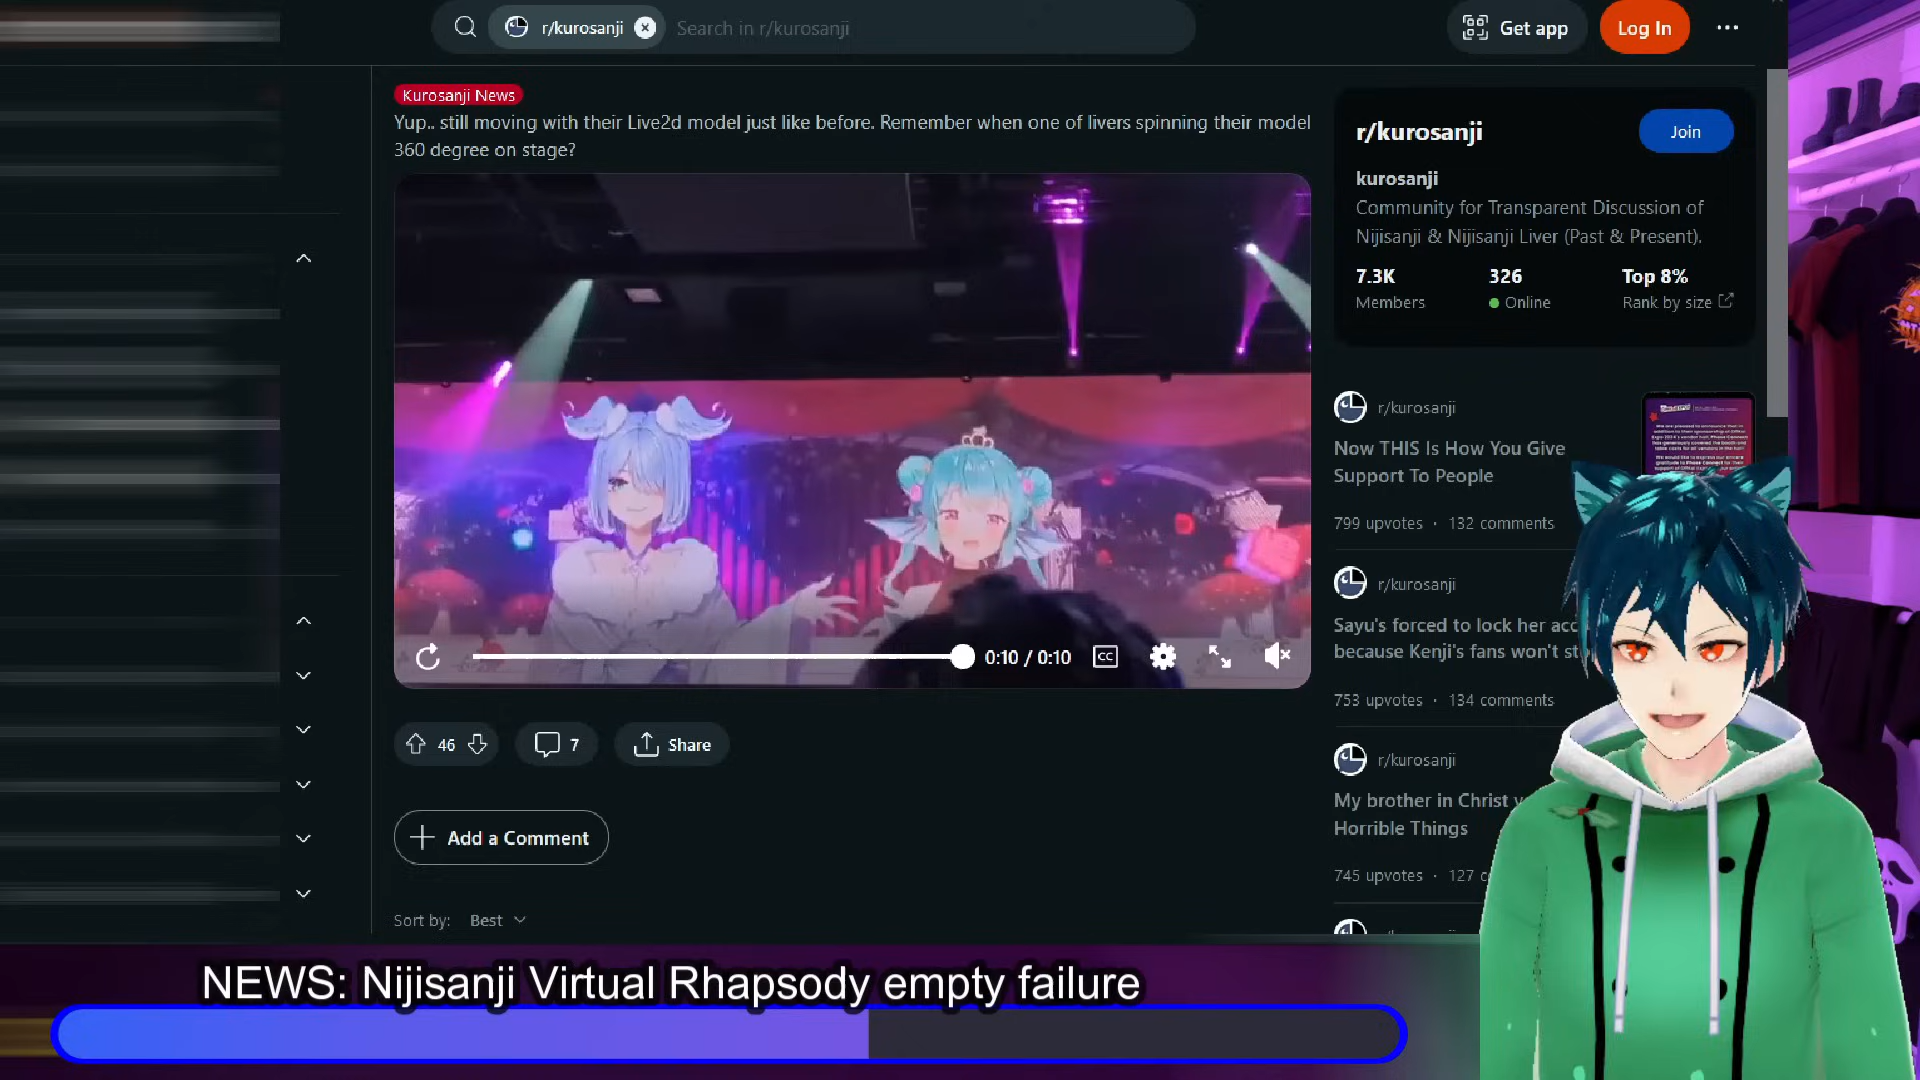 r/kurosanji
Search in r/kurosanji
Get app
Log In
Kurosanji News
Yup.. still moving with their Live2d model just like before. Remember when one of livers spinning their model
360 degree on stage?
0:10 / 0:10
CC
46
7
Share
Add a Comment
Sort by: Best
r/kurosanji
Join
kurosanji
Community for Transparent Discussion of
Nijisanji & Nijisanji Liver (Past & Present).
7.3K 326 Top 8%
Members Online Rank by size
r/kurosanji
Now THIS Is How You Give
Support To People
799 upvotes · 132 comments
r/kurosanji
Sayu's forced to lock her
because Kenji's fans won't
753 upvotes · 134 comments
r/kurosanji
My brother in Christ
Horrible Things
745 upvotes · 127
NEWS: Nijisanji Virtual Rhapsody empty failure